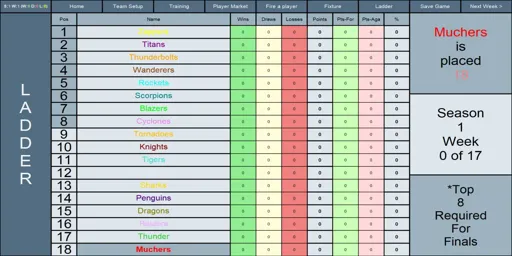 Home Team Setup Training Player Market Fire a player Fixture Ladder Save Game Next Week >
Pos Name Wins Draws Losses Points Pts-For Pts-Aga %
1 0 0 0 0 0 0 0
2 Titans 0 0 0 0 0 0 0
3 Thunderbolts 0 0 0 0 0 0 0
4 Wanderers 0 0 0 0 0 0 0
5 Rockets 0 0 0 0 0 0 0
6 Scorpions 0 0 0 0 0 0 0
7 Blazers 0 0 0 0 0 0 0
8 Cyclones 0 0 0 0 0 0 0
9 Tornadoes 0 0 0 0 0 0 0
10 Knights 0 0 0 0 0 0 0
11 Tigers 0 0 0 0 0 0 0
12 0 0 0 0 0 0 0
13 Sharks 0 0 0 0 0 0 0
14 Penguins 0 0 0 0 0 0 0
15 Dragons 0 0 0 0 0 0 0
16 0 0 0 0 0 0 0
17 Thunder 0 0 0 0 0 0 0
18 Muchers 0 0 0 0 0 0 0
LADDER
Muchers
is
placed
18
Season
1
Week
0 of 17
*Top
8
Required
For
Finals